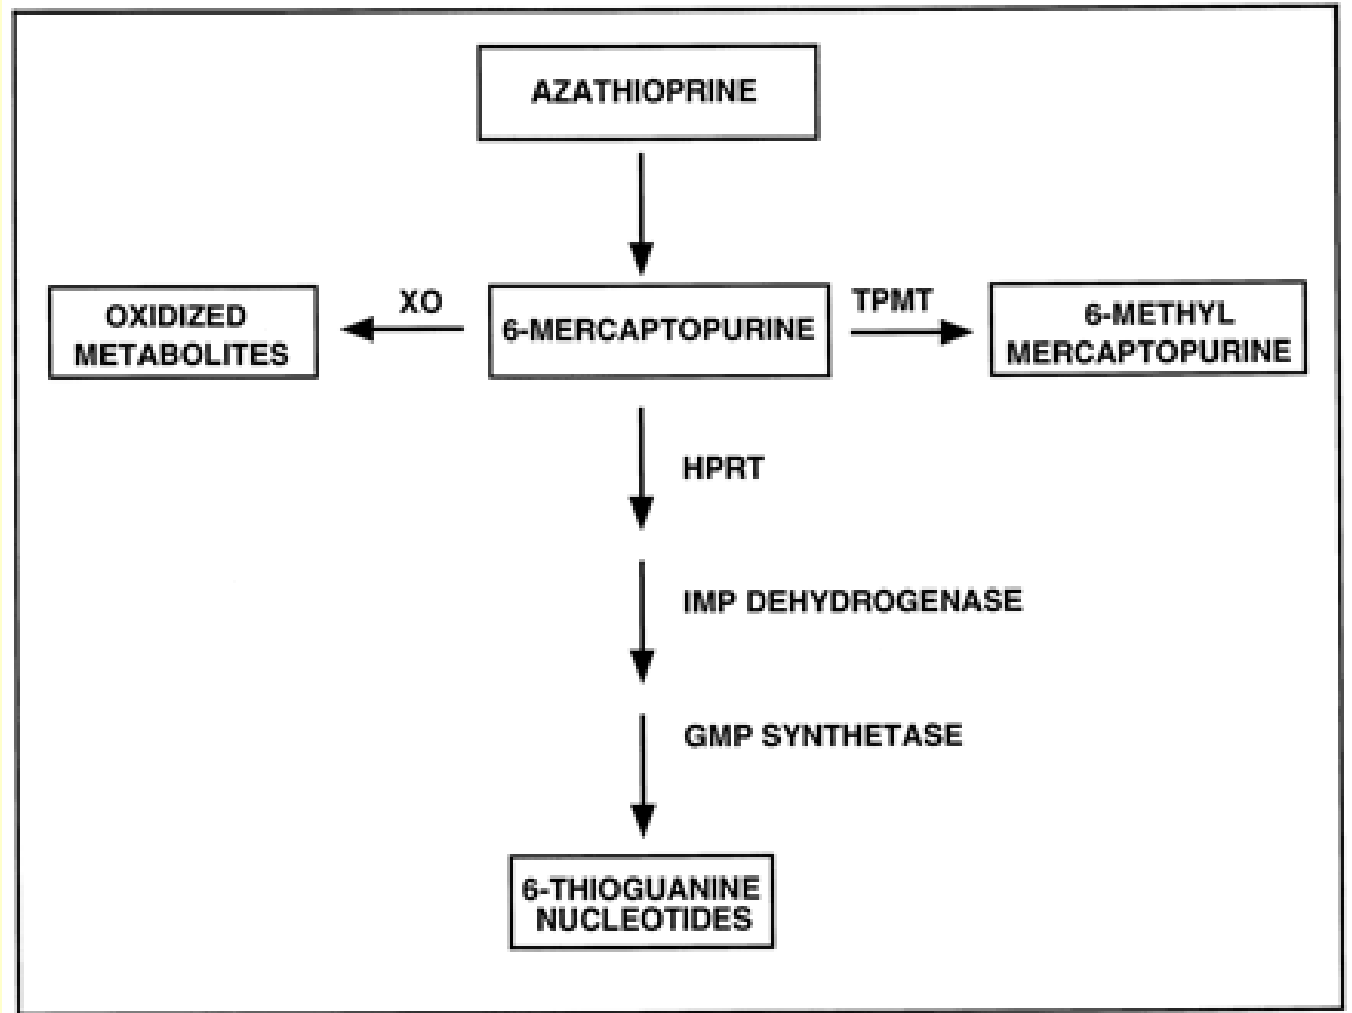 AZATHIOPRINE
XO
TPMT
OXIDIZED
METABOLITES
6-MERCAPTOPURINE
6-METHYL
MERCAPTOPURINE
HPRT
IMP DEHYDROGENASE
GMP SYNTHETASE
6-THIOGUANINE
NUCLEOTIDES